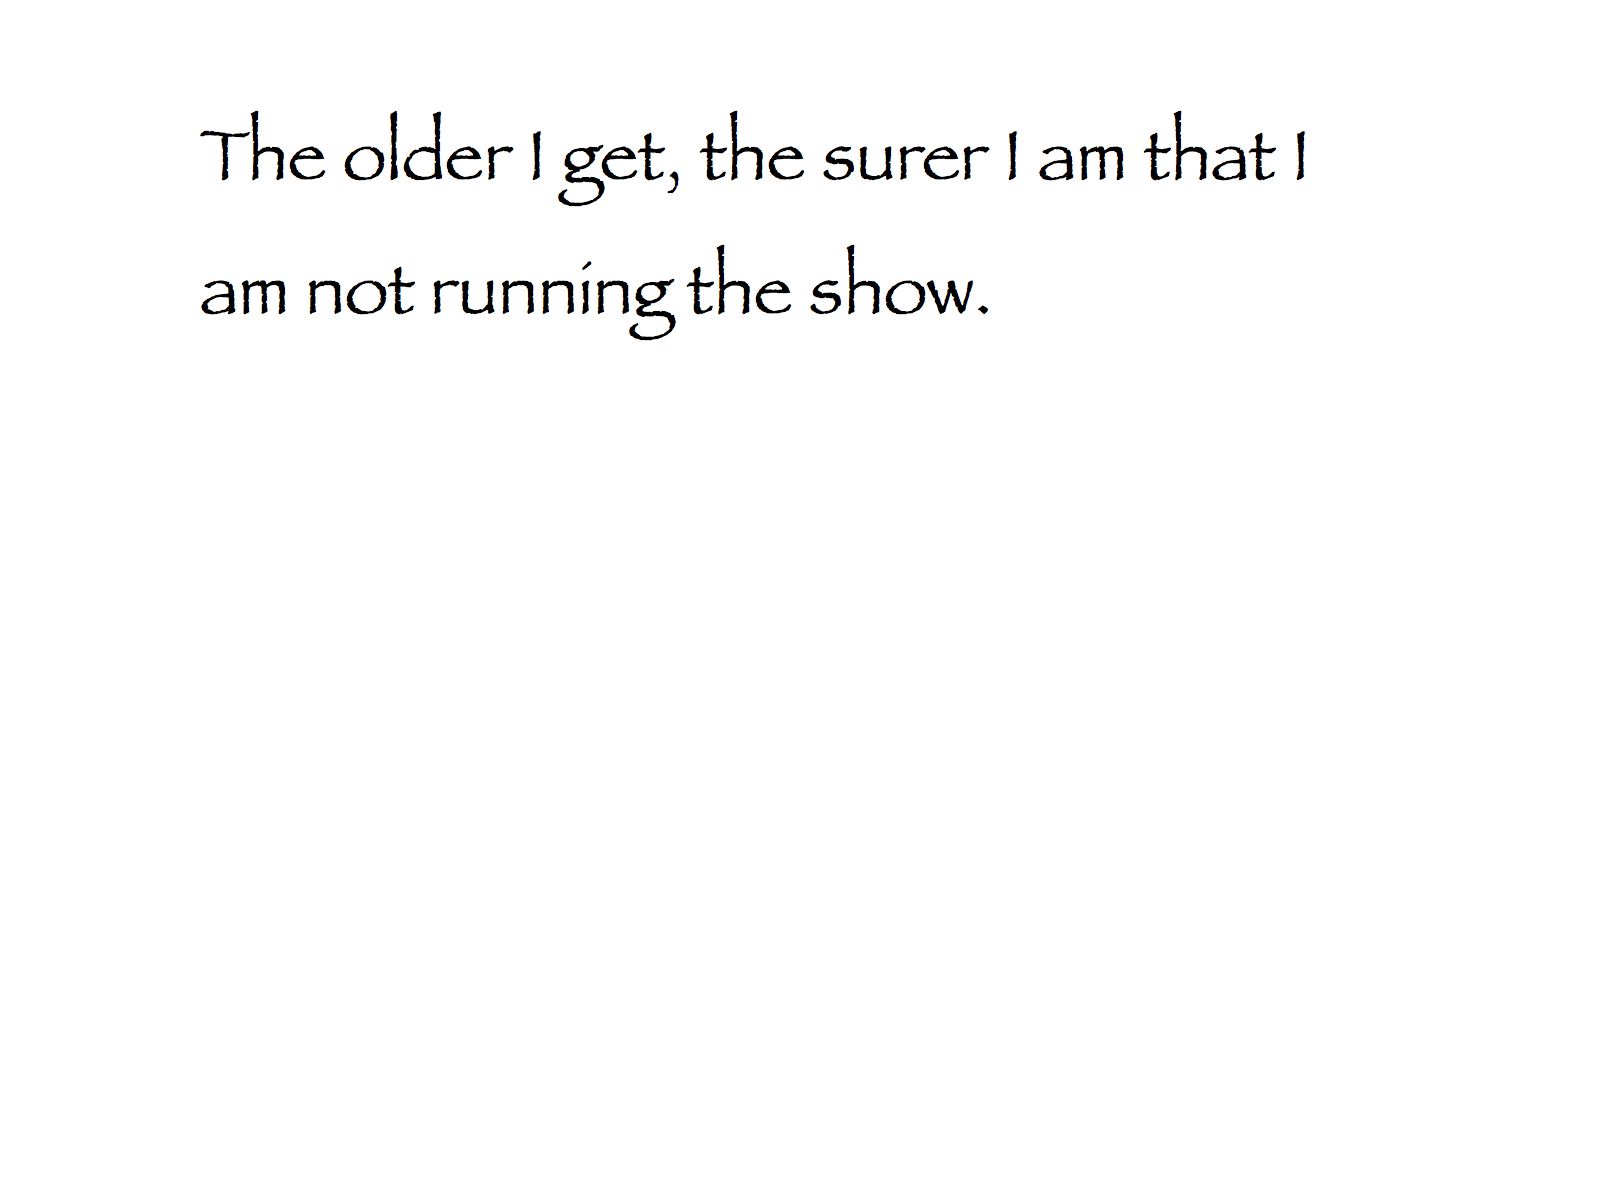 The older I get, the surer I am that I
am not running the show.